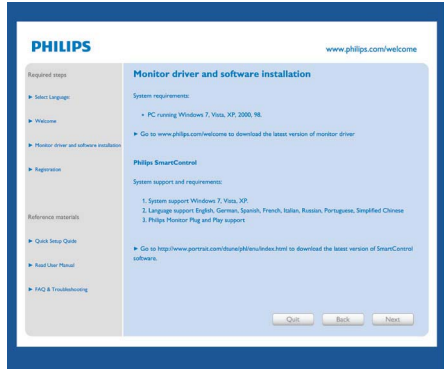 PHILIPS
www.philips.com/welcome
Required steps
► Select Language
► Welcome
► Monitor driver and software installation
► Registration
Reference materials
► Quick Setup Quide
► Read User Manual
► FAQ & Troubleshooting
Monitor driver and software installation
System requirements:
• PC running Windows 7, Vista, XP, 2000, 98.
► Go to www.philips.com/welcome to download the latest version of monitor driver
Philips SmartControl
System support and requirements:
1. System support Windows 7, Vista, XP.
2. Language support English, German, Spanish, French, Italian, Russian, Portuguese, Simplified Chinese
3. Philips Monitor Plug and Play support
► Go to http://www.portrait.com/dtune/phl/enu/index.html to download the latest version of SmartControl
software.
Quit
Back
Next